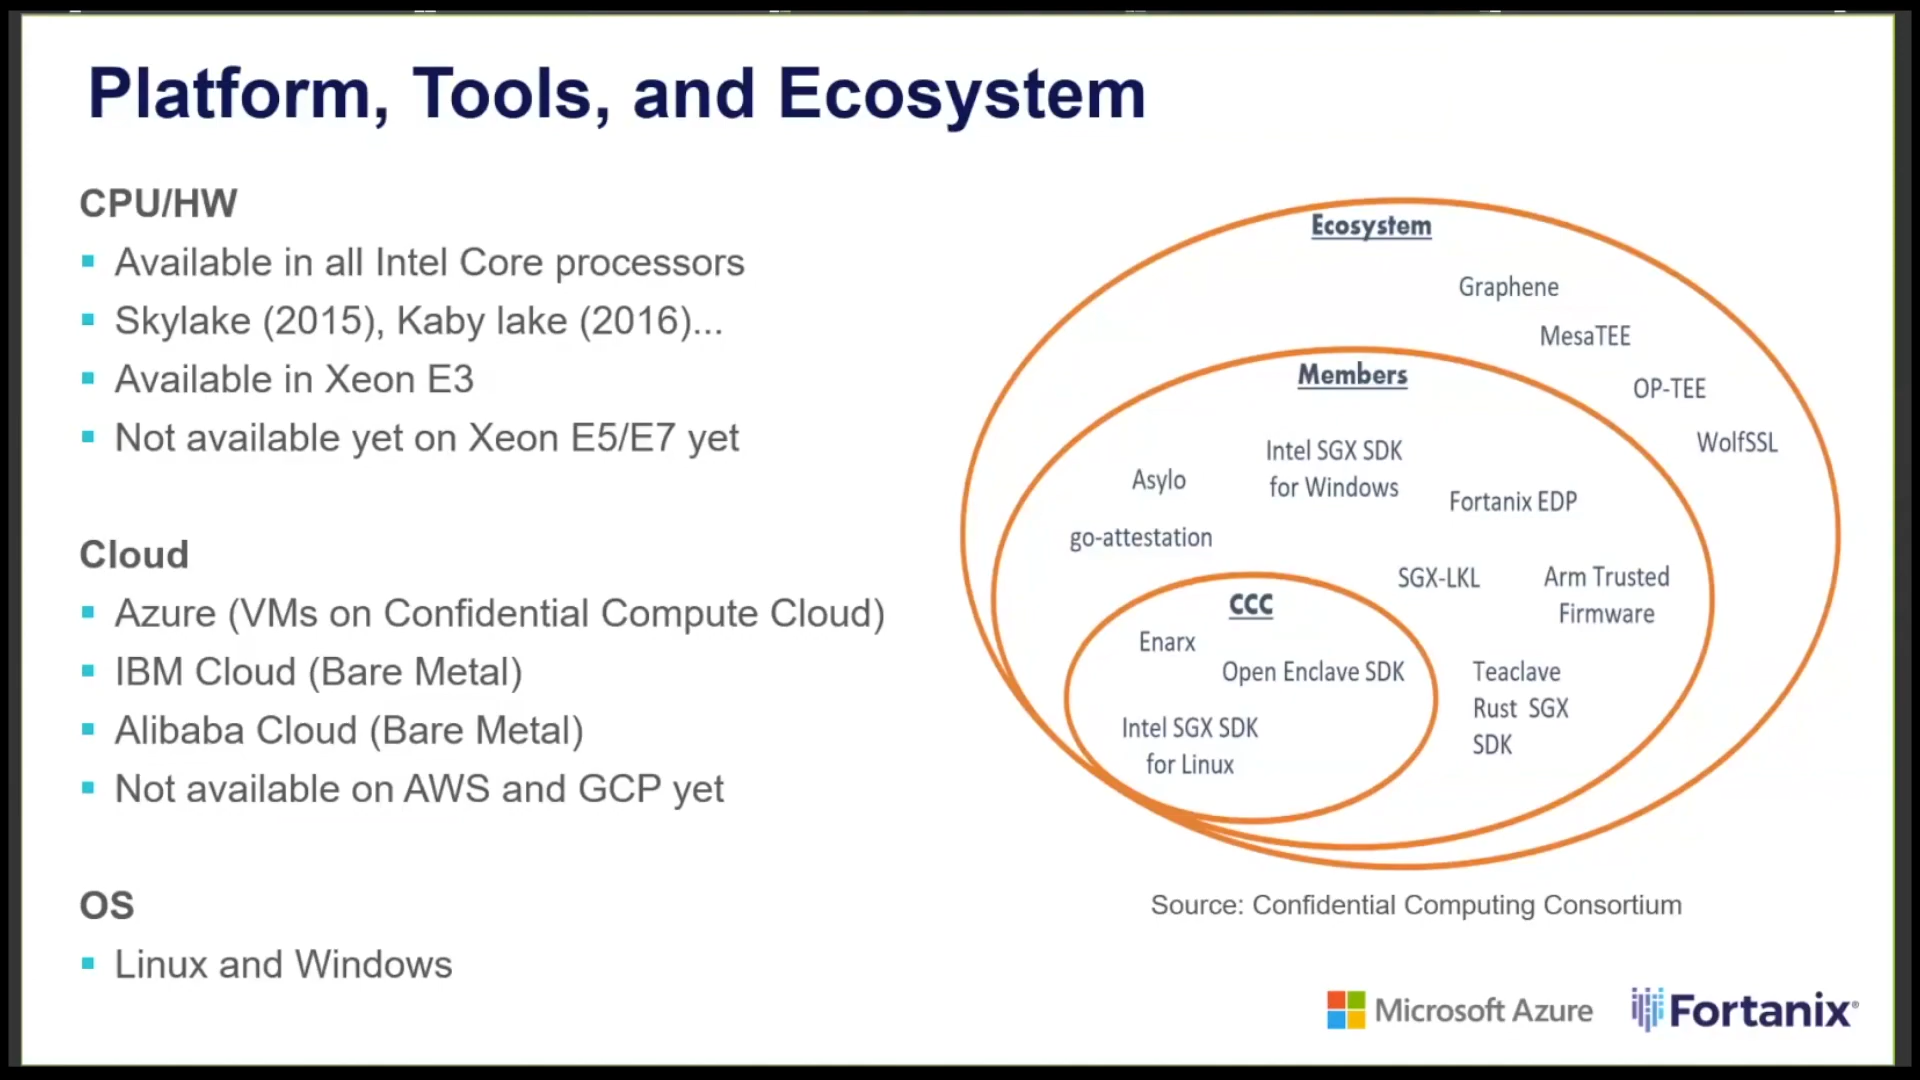 Platform, Tools, and Ecosystem
CPU/HW
Available in all Intel Core processors
Skylake (2015), Kaby lake (2016)...
Available in Xeon E3
Not available yet on Xeon E5/E7 yet
Cloud
Azure (VMs on Confidential Compute Cloud)
IBM Cloud (Bare Metal)
Alibaba Cloud (Bare Metal)
Not available on AWS and GCP yet
OS
Linux and Windows
Ecosystem
Graphene
MesaTEE
OP-TEE
WolfSSL
Members
Asylo
go-attestation
Intel SGX SDK
for Windows
Fortanix EDP
SGX-LKL
Arm Trusted
Firmware
Teaclave
Rust SGX
SDK
CCC
Enarx
Open Enclave SDK
Intel SGX SDK
for Linux
Source: Confidential Computing Consortium
Microsoft Azure
Fortanix®